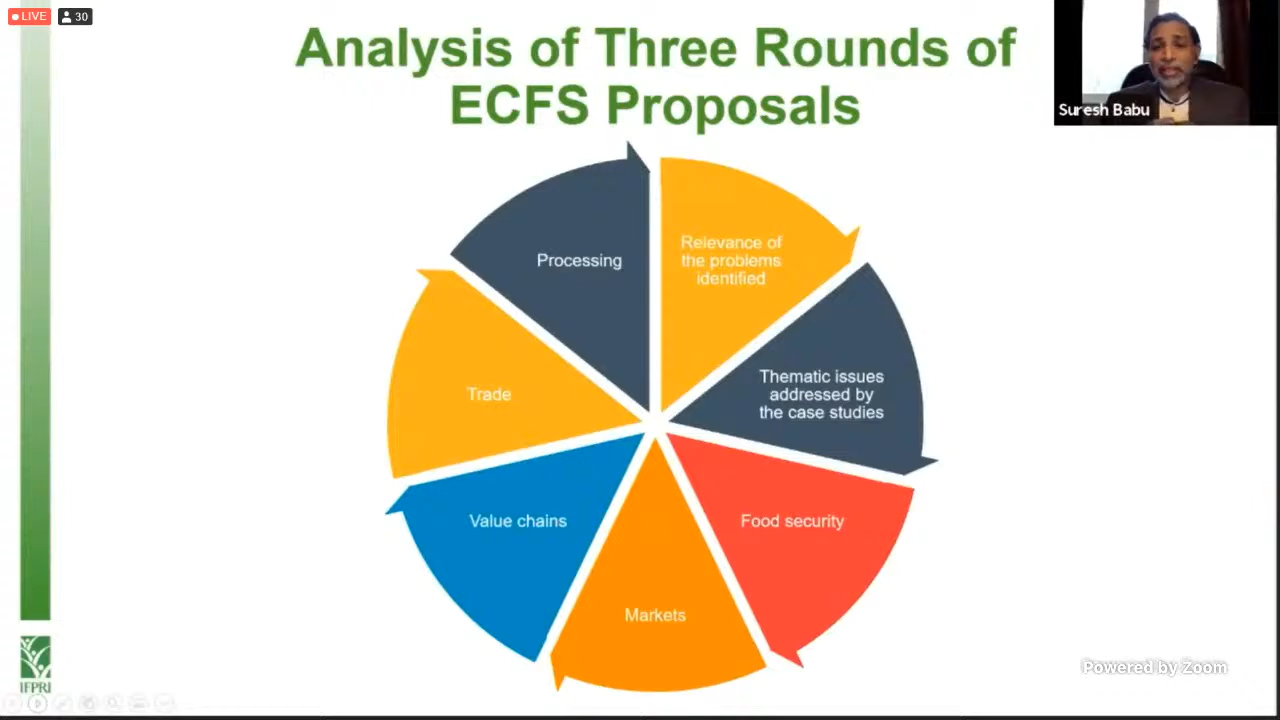 LIVE
30
Analysis of Three Rounds of
ECFS Proposals
Suresh Babu
Processing
Relevance of
the problems
identified
Thematic issues
addressed by
the case studies
Trade
Value chains
Food security
Markets
Powered by Zoom
IFPRI